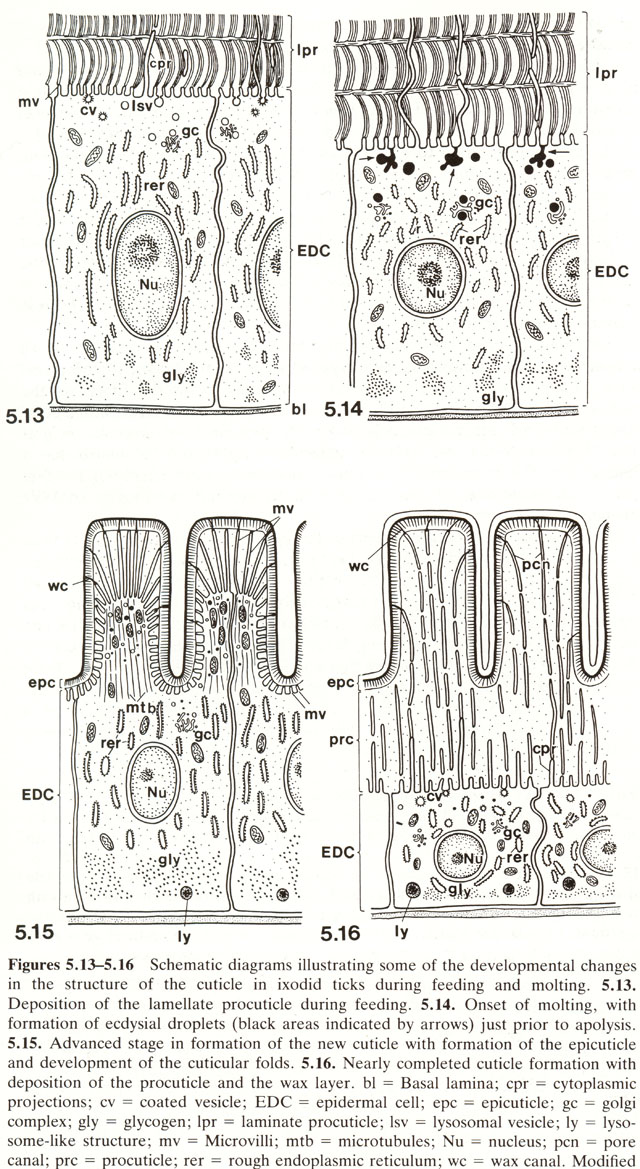 lpr
cpr
mv
cv
lsv
gc
rer
EDC
Nu
gly
bl
5.13
lpr
gc
rer
EDC
Nu
gly
5.14
mv
wc
epc
mtb
mv
gc
rer
EDC
Nu
gly
5.15
ly
wc
pcn
epc
prc
cpr
cv
gc
EDC
Nu
rer
gly
5.16
ly
Figures 5.13–5.16 Schematic diagrams illustrating some of the developmental changes
in the structure of the cuticle in ixodid ticks during feeding and molting. 5.13.
Deposition of the lamellate procuticle during feeding. 5.14. Onset of molting, with
formation of ecdysial droplets (black areas indicated by arrows) just prior to apolysis.
5.15. Advanced stage in formation of the new cuticle with formation of the epicuticle
and development of the cuticular folds. 5.16. Nearly completed cuticle formation with
deposition of the procuticle and the wax layer. bl = Basal lamina; cpr = cytoplasmic
projections; cv = coated vesicle; EDC = epidermal cell; epc = epicuticle; gc = golgi
complex; gly = glycogen; lpr = laminate procuticle; lsv = lysosomal vesicle; ly = lyso-
some-like structure; mv = Microvilli; mtb = microtubules; Nu = nucleus; pcn = pore
canal; prc = procuticle; rer = rough endoplasmic reticulum; wc = wax canal. Modified